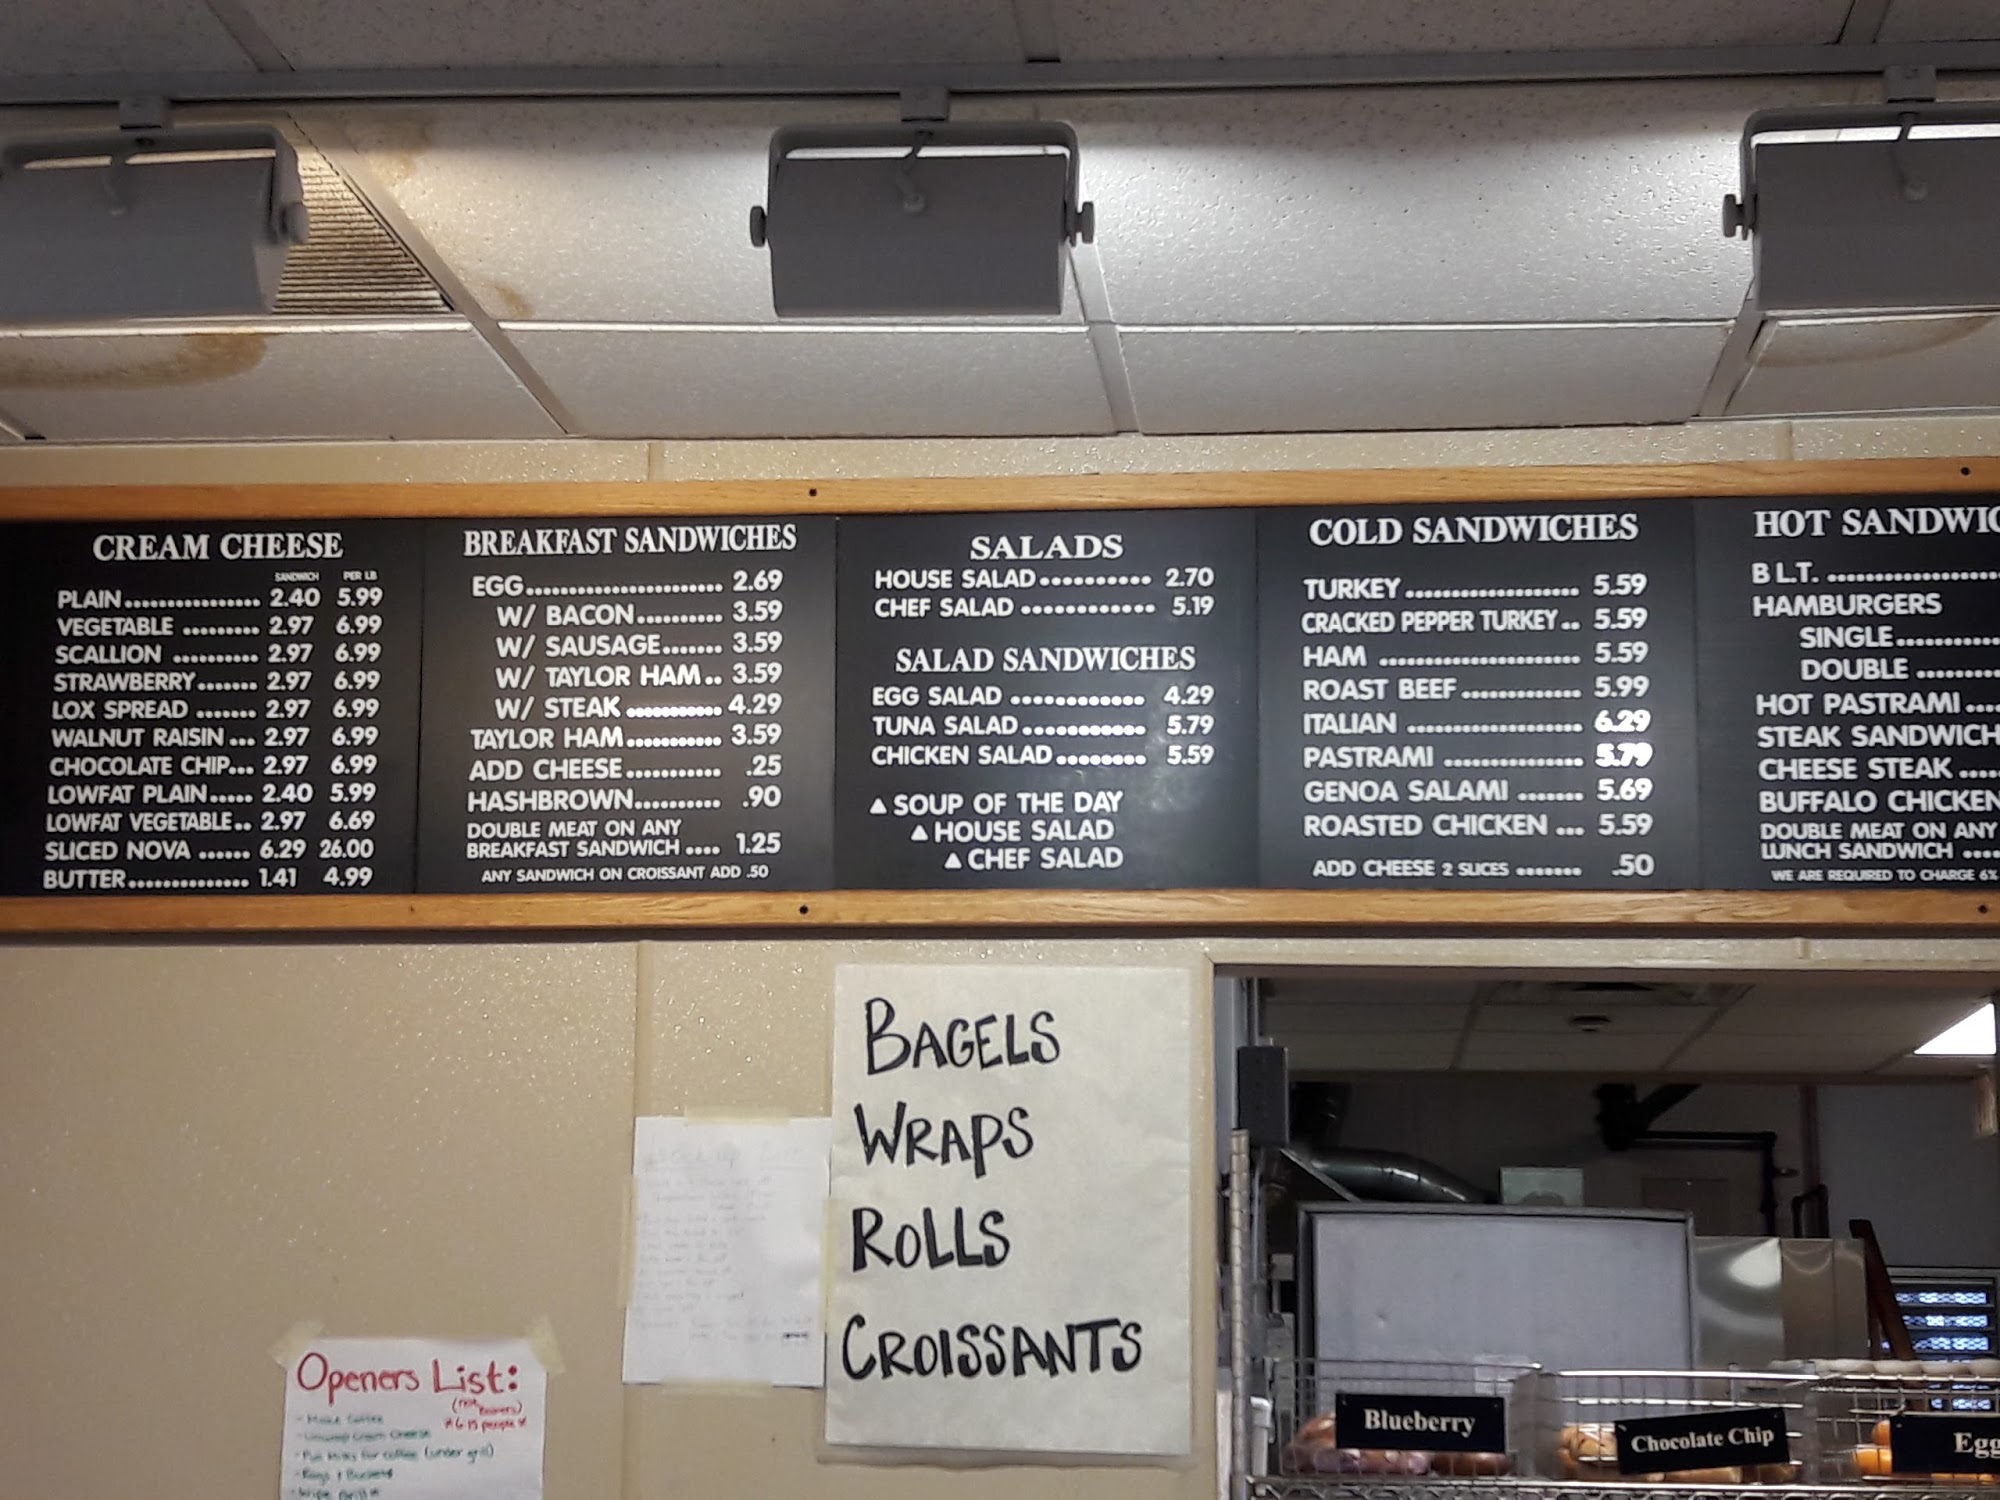 CREAM CHEESE
SANDWICH PER LB
PLAIN................ 2.40 5.99
VEGETABLE ......... 2.97 6.99
SCALLION .......... 2.97 6.99
STRAWBERRY....... 2.97 6.99
LOX SPREAD ....... 2.97 6.99
WALNUT RAISIN ... 2.97 6.99
CHOCOLATE CHIP... 2.97 6.99
LOWFAT PLAIN..... 2.40 5.99
LOWFAT VEGETABLE.. 2.97 6.69
SLICED NOVA ...... 6.29 26.00
BUTTER.............. 1.41 4.99
BREAKFAST SANDWICHES
EGG....................... 2.69
W/ BACON.......... 3.59
W/ SAUSAGE....... 3.59
W/ TAYLOR HAM.. 3.59
W/ STEAK ........... 4.29
TAYLOR HAM........... 3.59
ADD CHEESE........... .25
HASHBROWN.......... .90
DOUBLE MEAT ON ANY
BREAKFAST SANDWICH .... 1.25
ANY SANDWICH ON CROISSANT ADD .50
SALADS
HOUSE SALAD.......... 2.70
CHEF SALAD ............ 5.19
SALAD SANDWICHES
EGG SALAD ............. 4.29
TUNA SALAD............ 5.79
CHICKEN SALAD........ 5.59
▲ SOUP OF THE DAY
▲ HOUSE SALAD
▲ CHEF SALAD
COLD SANDWICHES
TURKEY.................... 5.59
CRACKED PEPPER TURKEY.. 5.59
HAM ....................... 5.59
ROAST BEEF.............. 5.99
ITALIAN .................... 6.29
PASTRAMI ................ 5.79
GENOA SALAMI ....... 5.69
ROASTED CHICKEN ... 5.59
ADD CHEESE 2 SLICES ....... .50
HOT SANDWIC
B L.T. ..................
HAMBURGERS
SINGLE...........
DOUBLE .........
HOT PASTRAMI ....
STEAK SANDWICH
CHEESE STEAK .....
BUFFALO CHICKEN
DOUBLE MEAT ON ANY
LUNCH SANDWICH ....
WE ARE REQUIRED TO CHARGE 6%
BAGELS
WRAPS
ROLLS
CROISSANTS
Openers List:
- Make Coffee
- Unwrap Cream Cheese
(under grill)
Blueberry
Chocolate Chip
Egg